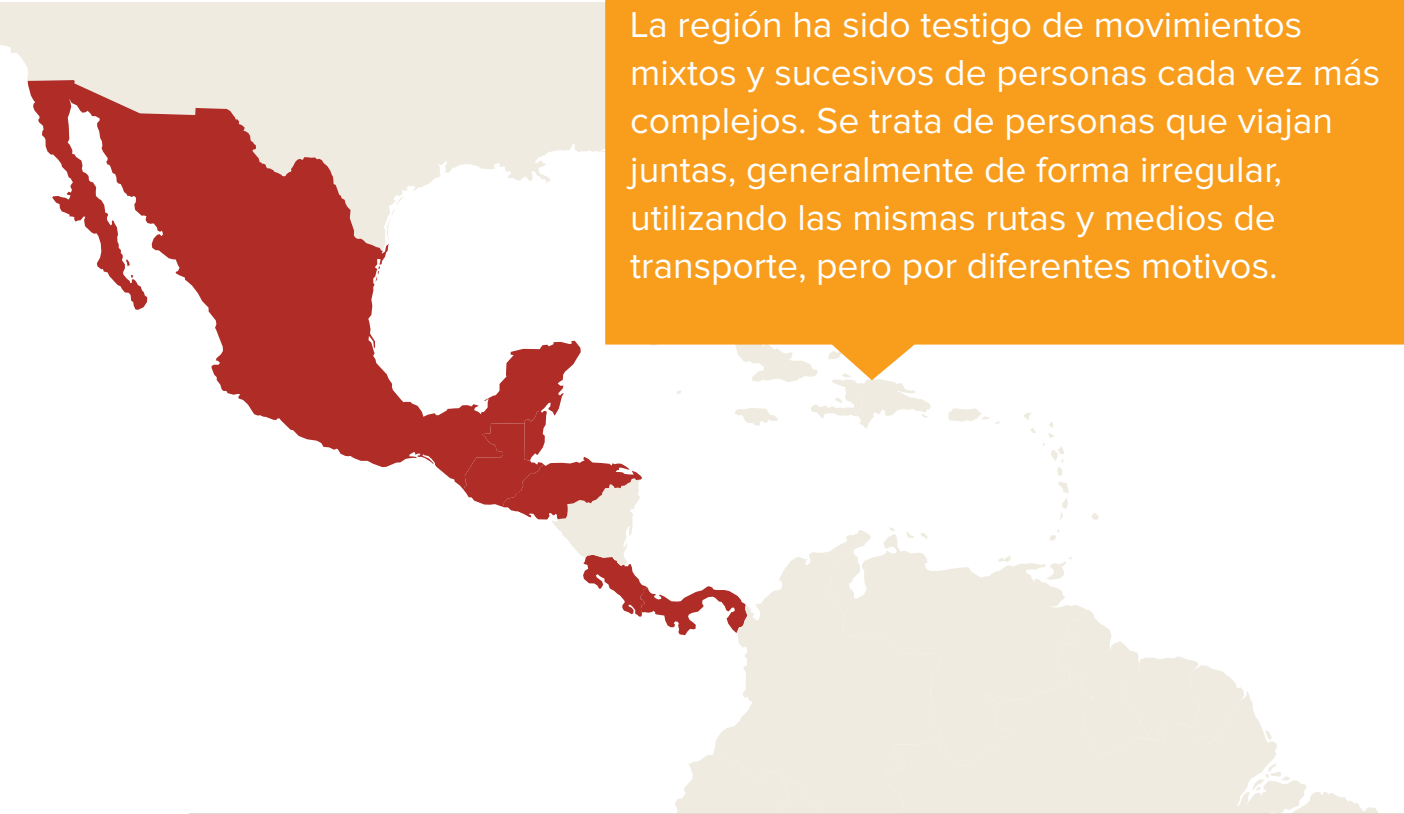 La región ha sido testigo de movimientos
mixtos y sucesivos de personas cada vez más
complejos. Se trata de personas que viajan
juntas, generalmente de forma irregular,
utilizando las mismas rutas y medios de
transporte, pero por diferentes motivos.